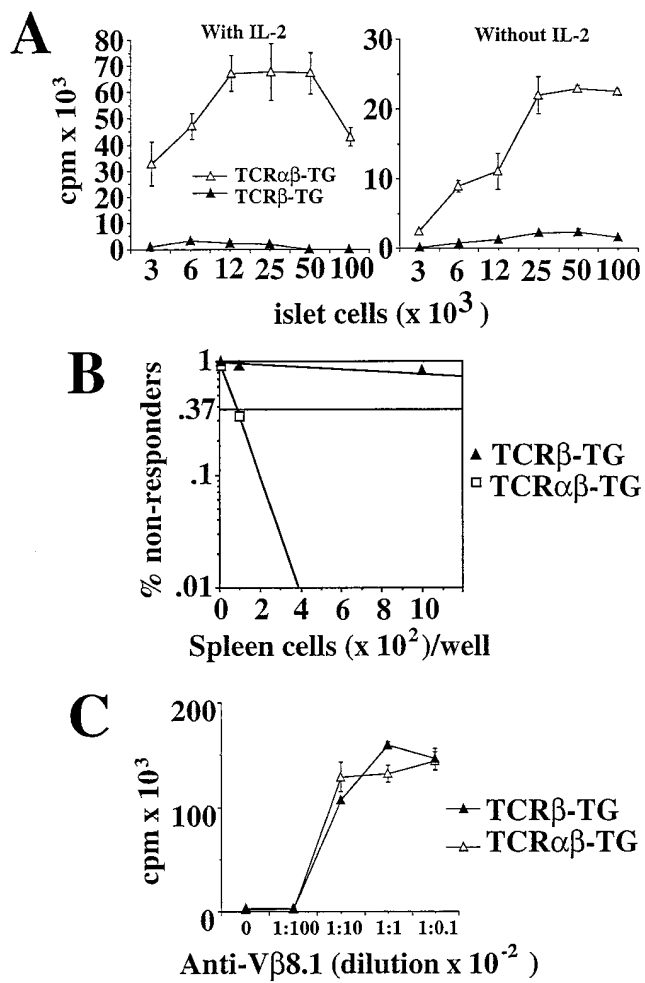 A
With IL-2
Without IL-2
cpm x 10³
80
70
60
50
40
30
20
10
0
TCRαβ-TG
TCRβ-TG
3 6 12 25 50 100
30
20
10
0
3 6 12 25 50 100
islet cells (x 10³)
B
% non-responders
1
.37
.1
.01
0 2 4 6 8 10
Spleen cells (x 10²)/well
TCRβ-TG
TCRαβ-TG
C
cpm x 10³
200
100
0
0 1:100 1:10 1:1 1:0.1
Anti-Vβ8.1 (dilution x 10⁻²)
TCRβ-TG
TCRαβ-TG